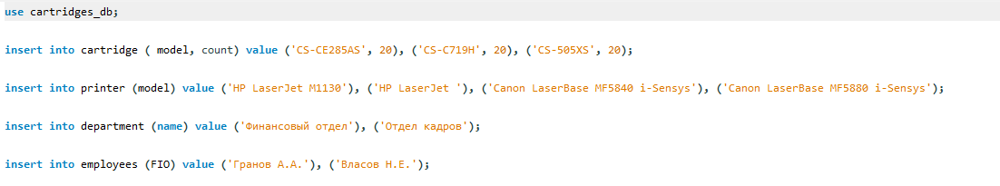 use cartridges_db;
insert into cartridge ( model, count) value ('CS-CE285AS', 20), ('CS-C719H', 20), ('CS-505XS', 20);
insert into printer (model) value ('HP LaserJet M1130'), ('HP LaserJet '), ('Canon LaserBase MF5840 i-Sensys'), ('Canon LaserBase MF5880 i-Sensys');
insert into department (name) value ('Финансовый отдел'), ('Отдел кадров');
insert into employees (FIO) value ('Гранов А.А.'), ('Власов Н.Е.');